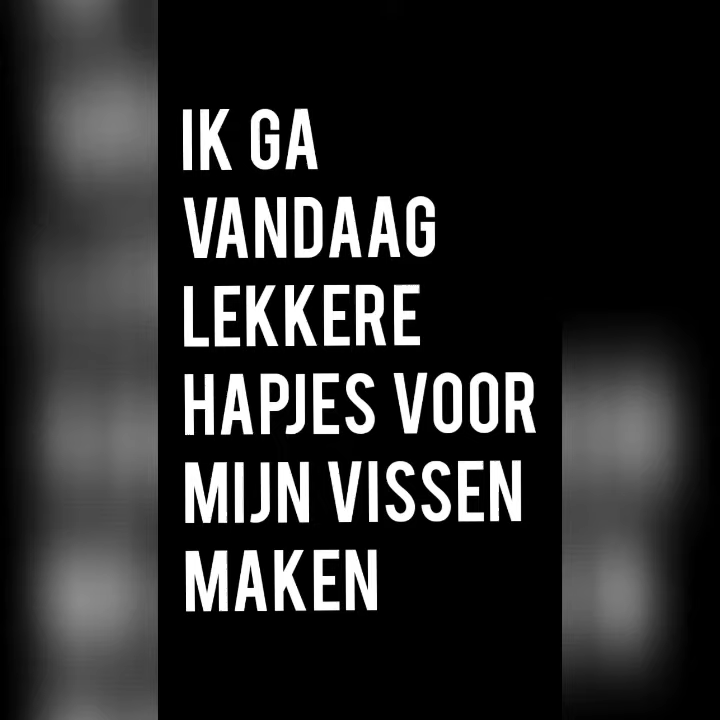 IK GA
VANDAAG
LEKKERE
HAPJES VOOR
MIJN VISSEN
MAKEN